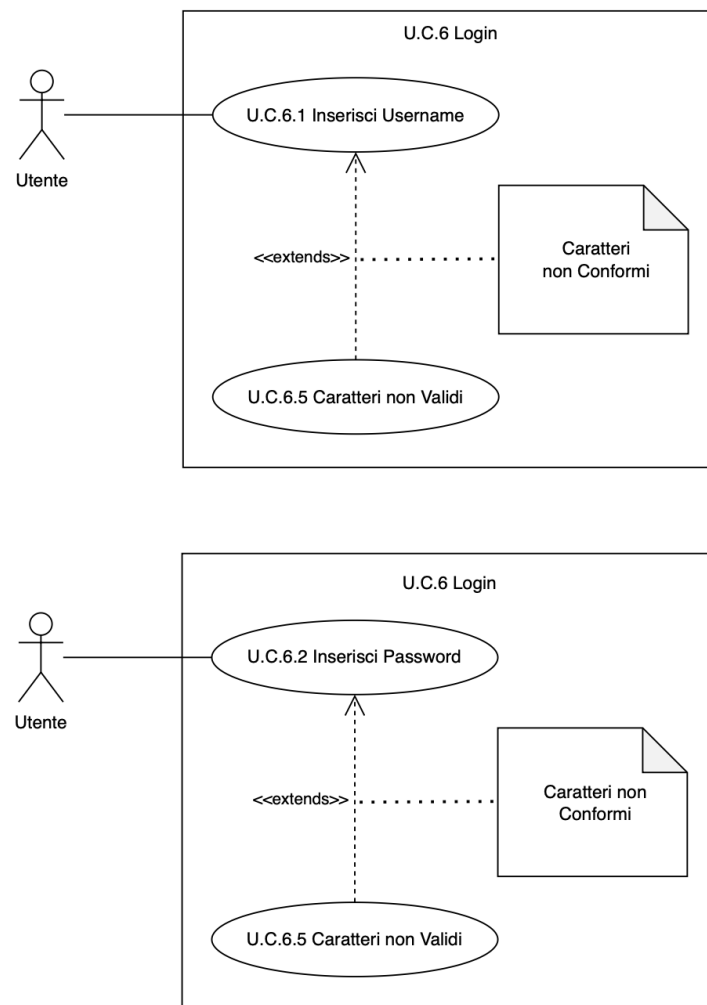 U.C.6 Login
U.C.6.1 Inserisci Username
Utente
<<extends>>
Caratteri
non Conformi
U.C.6.5 Caratteri non Validi
U.C.6 Login
U.C.6.2 Inserisci Password
Utente
<<extends>>
Caratteri non
Conformi
U.C.6.5 Caratteri non Validi